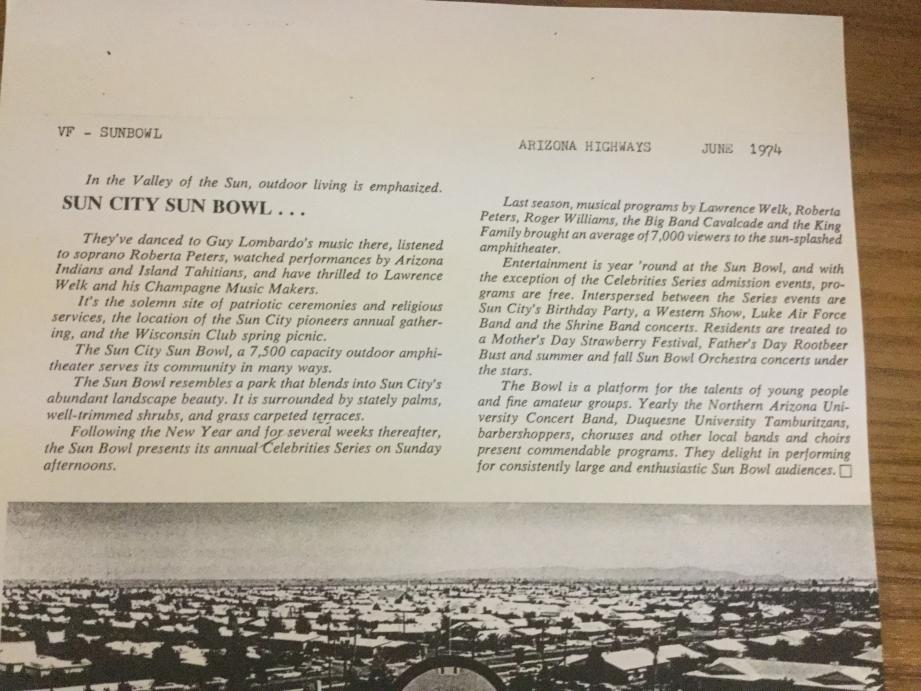 VF - SUNBOWL
ARIZONA HIGHWAYS JUNE 1974
In the Valley of the Sun, outdoor living is emphasized.
SUN CITY SUN BOWL . . .
They've danced to Guy Lombardo's music there, listened
to soprano Roberta Peters, watched performances by Arizona
Indians and Island Tahitians, and have thrilled to Lawrence
Welk and his Champagne Music Makers.
It's the solemn site of patriotic ceremonies and religious
services, the location of the Sun City pioneers annual gather-
ing, and the Wisconsin Club spring picnic.
The Sun City Sun Bowl, a 7,500 capacity outdoor amphi-
theater serves its community in many ways.
The Sun Bowl resembles a park that blends into Sun City's
abundant landscape beauty. It is surrounded by stately palms,
well-trimmed shrubs, and grass carpeted terraces.
Following the New Year and for several weeks thereafter,
the Sun Bowl presents its annual Celebrities Series on Sunday
afternoons.
Last season, musical programs by Lawrence Welk, Roberta
Peters, Roger Williams, the Big Band Cavalcade and the King
Family brought an average of 7,000 viewers to the sun-splashed
amphitheater.
Entertainment is year 'round at the Sun Bowl, and with
the exception of the Celebrities Series admission events, pro-
grams are free. Interspersed between the Series events are
Sun City's Birthday Party, a Western Show, Luke Air Force
Band and the Shrine Band concerts. Residents are treated to
a Mother's Day Strawberry Festival, Father's Day Rootbeer
Bust and summer and fall Sun Bowl Orchestra concerts under
the stars.
The Bowl is a platform for the talents of young people
and fine amateur groups. Yearly the Northern Arizona Uni-
versity Concert Band, Duquesne University Tamburitzans,
barbershoppers, choruses and other local bands and choirs
present commendable programs. They delight in performing
for consistently large and enthusiastic Sun Bowl audiences. □